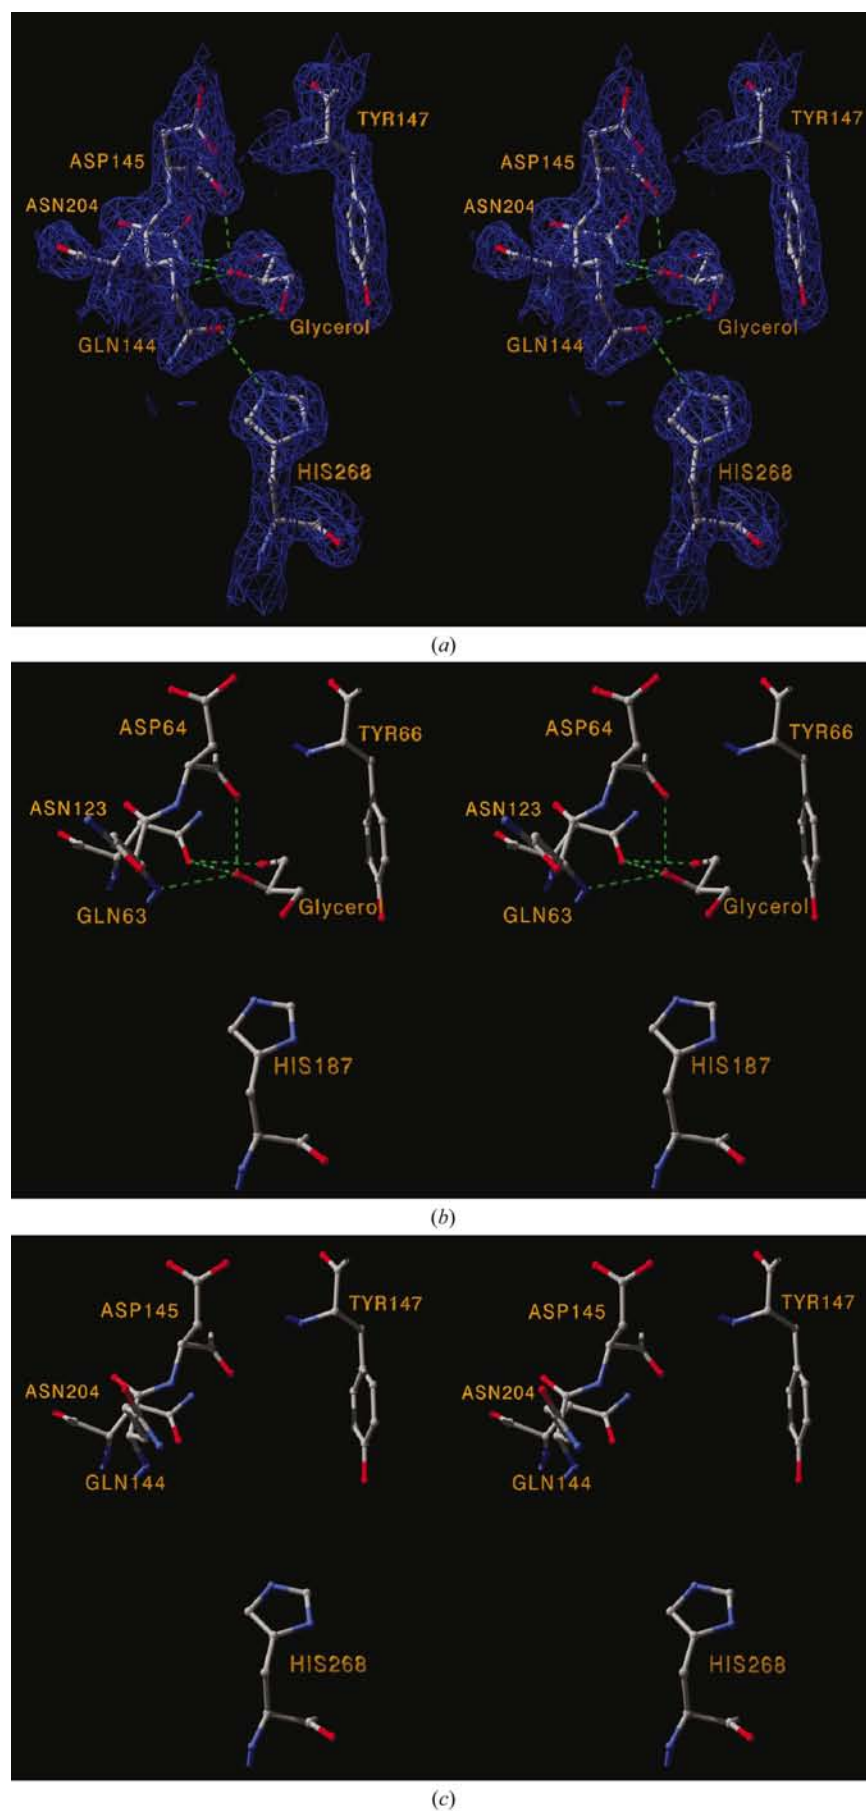 TYR147 TYR147
ASP145 ASP145
ASN204 ASN204
GLN144 Glycerol GLN144 Glycerol
HIS268 HIS268
(a)
ASP64 TYR66 ASP64 TYR66
ASN123 ASN123
GLN63 Glycerol GLN63 Glycerol
HIS187 HIS187
(b)
ASP145 TYR147 ASP145 TYR147
ASN204 ASN204
GLN144 GLN144
HIS268 HIS268
(c)